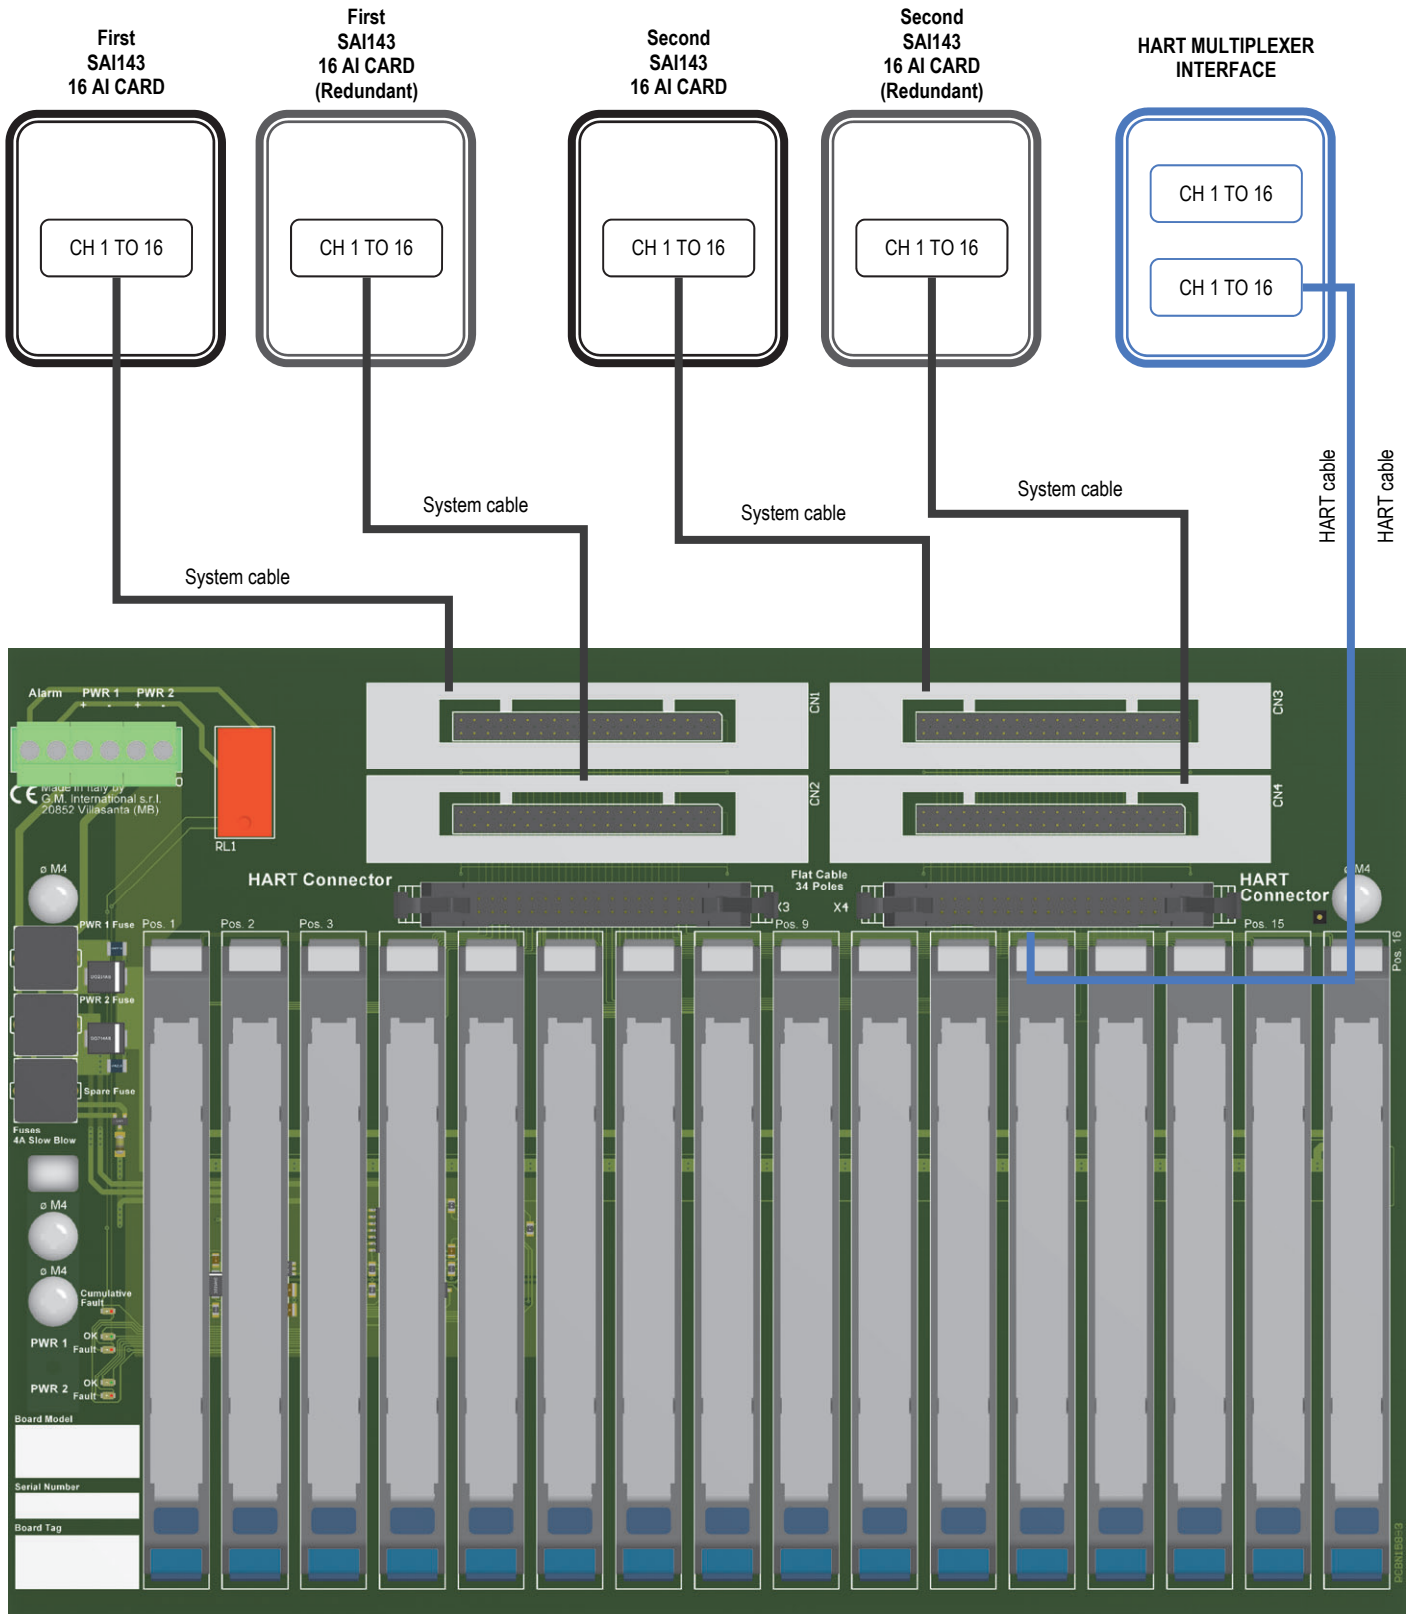 First
SAI143
16 AI CARD
First
SAI143
16 AI CARD
(Redundant)
Second
SAI143
16 AI CARD
Second
SAI143
16 AI CARD
(Redundant)
HART MULTIPLEXER
INTERFACE
CH 1 TO 16
CH 1 TO 16
CH 1 TO 16
CH 1 TO 16
CH 1 TO 16
CH 1 TO 16
System cable
System cable
System cable
System cable
HART cable
HART cable
Alarm PWR 1 PWR 2
+ - + -
CE
Made in Italy by
G.M. International s.r.l.
20852 Villasanta (MB)
RL1
CN1
CN2
CN3
CN4
HART Connector
Flat Cable
34 Poles
X3 X4
HART
Connector
ø M4
ø M4
PWR 1 Fuse
Pos. 1
Pos. 2
Pos. 3
Pos. 9
Pos. 15
Pos. 16
PWR 2 Fuse
Spare Fuse
Fuses
4A Slow Blow
ø M4
ø M4
Cumulative
Fault
PWR 1
OK
Fault
PWR 2
OK
Fault
Board Model
Serial Number
Board Tag